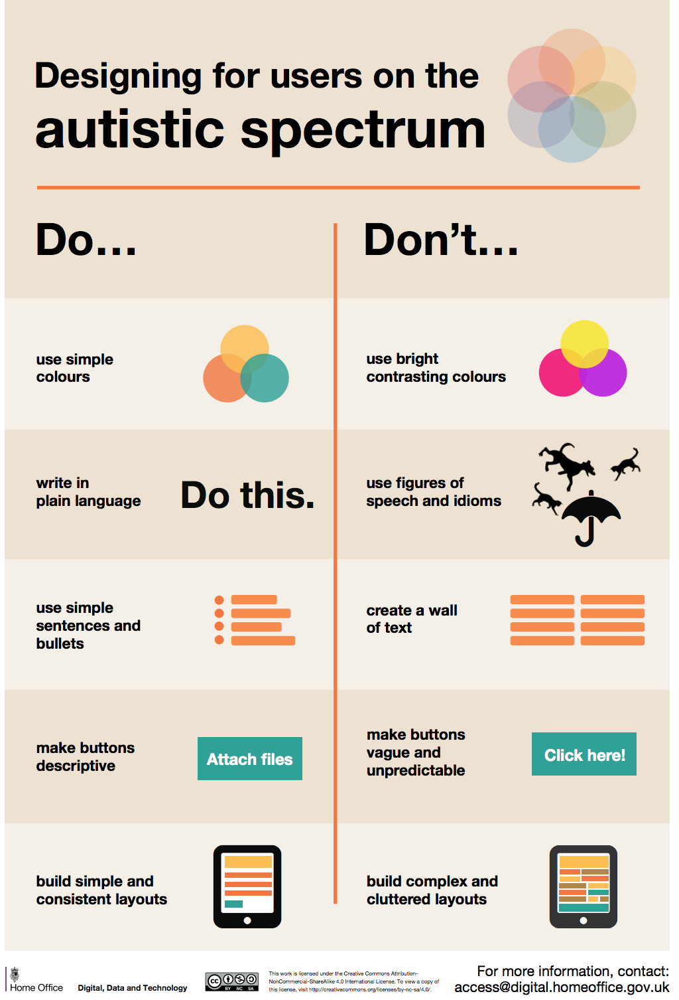 Designing for users on the
autistic spectrum
Do...
Don't...
use simple
colours
use bright
contrasting colours
write in
plain language
Do this.
use figures of
speech and idioms
use simple
sentences and
bullets
create a wall
of text
make buttons
descriptive
Attach files
make buttons
vague and
unpredictable
Click here!
build simple and
consistent layouts
build complex and
cluttered layouts
Home Office
Digital, Data and Technology
cc
BY NC SA
This work is licensed under the Creative Commons Attribution-
NonCommercial-ShareAlike 4.0 International License. To view a copy of
this license, visit http://creativecommons.org/licenses/by-nc-sa/4.0/.
For more information, contact:
access@digital.homeoffice.gov.uk